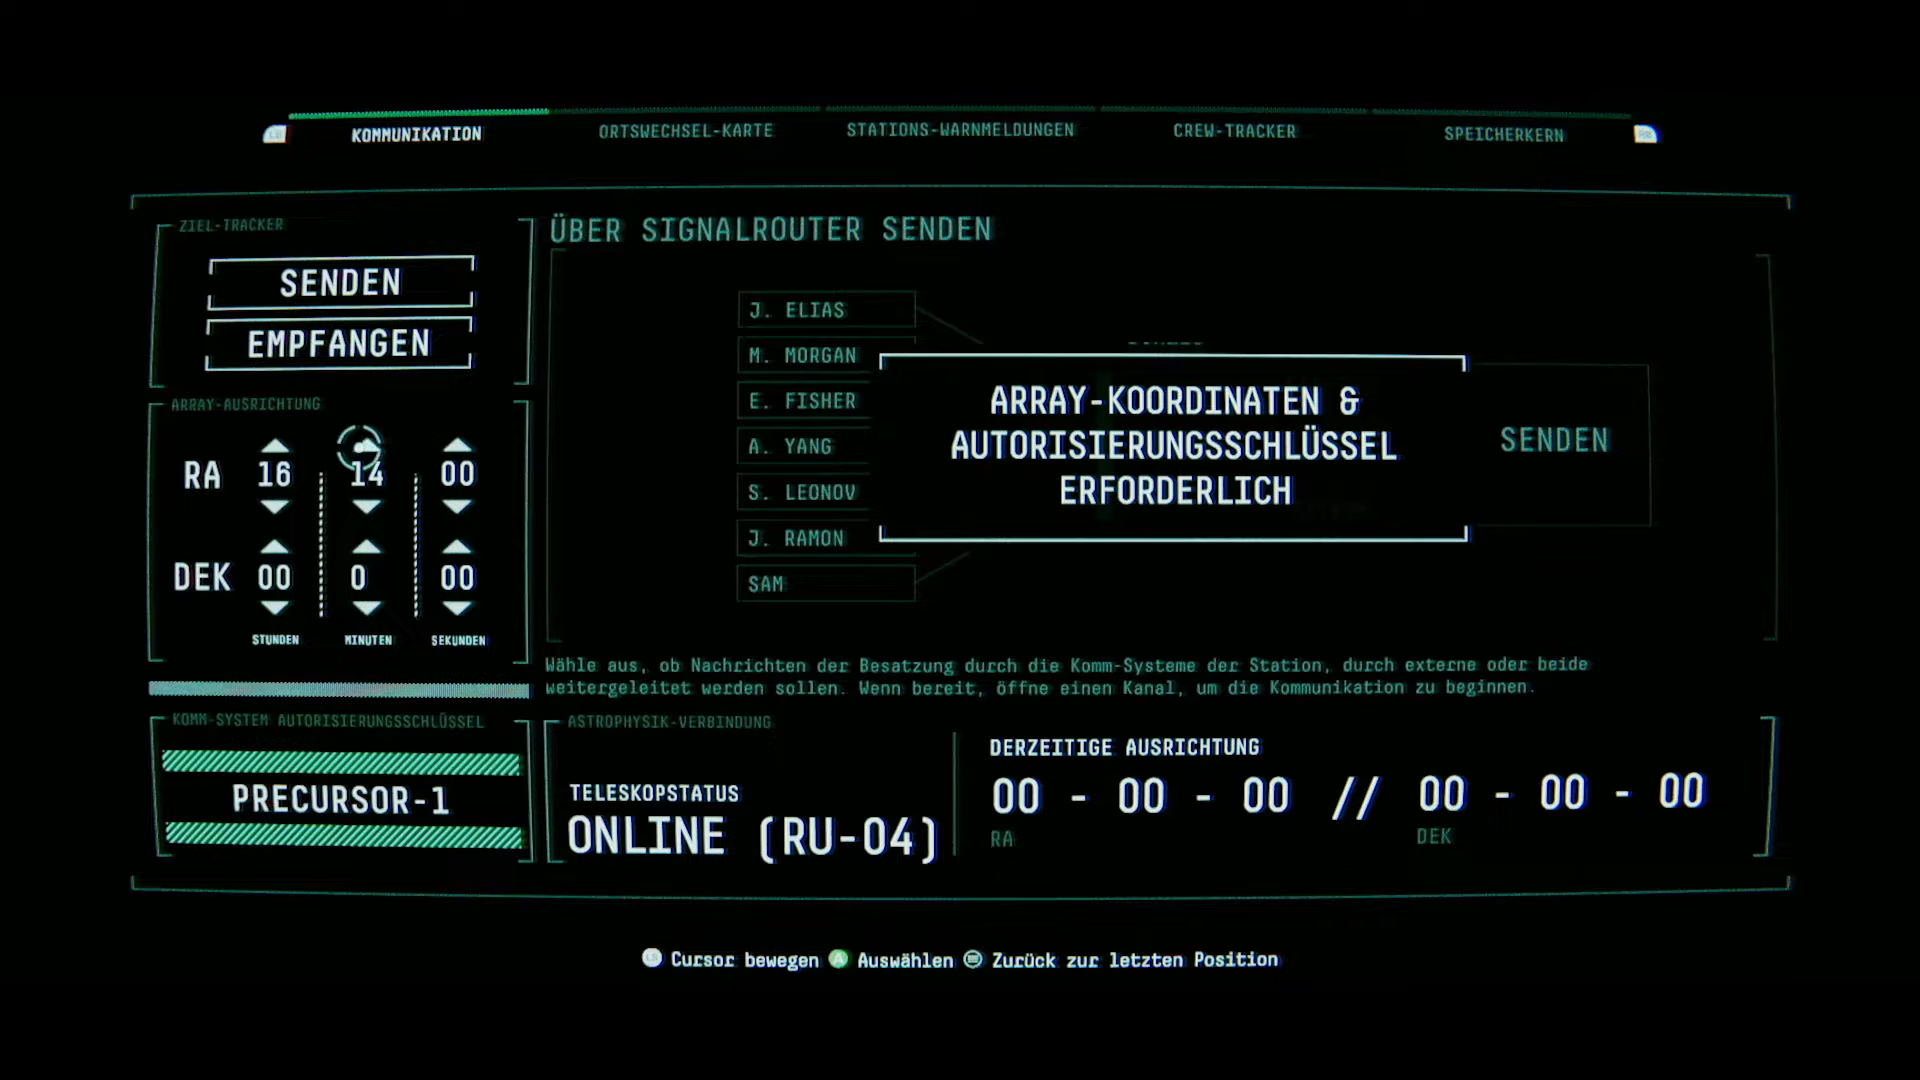 KOMMUNIKATION
ORTSWECHSEL-KARTE
STATIONS-WARNMELDUNGEN
CREW-TRACKER
SPEICHERKERN
ZIEL-TRACKER
SENDEN
EMPFANGEN
ARRAY-AUSRICHTUNG
RA 16 14 00
DEK 00 0 00
STUNDEN MINUTEN SEKUNDEN
ÜBER SIGNALROUTER SENDEN
J. ELIAS
M. MORGAN
E. FISHER
A. YANG
S. LEONOV
J. RAMON
SAM
ARRAY-KOORDINATEN &
AUTORISIERUNGSSCHLÜSSEL
ERFORDERLICH
SENDEN
Wähle aus, ob Nachrichten der Besatzung durch die Komm-Systeme der Station, durch externe oder beide
weitergeleitet werden sollen. Wenn bereit, öffne einen Kanal, um die Kommunikation zu beginnen.
KOMM-SYSTEM AUTORISIERUNGSSCHLÜSSEL
PRECURSOR-1
ASTROPHYSIK-VERBINDUNG
TELESKOPSTATUS
ONLINE (RU-04)
DERZEITIGE AUSRICHTUNG
00 - 00 - 00 // 00 - 00 - 00
RA DEK
LS Cursor bewegen A Auswählen Zurück zur letzten Position